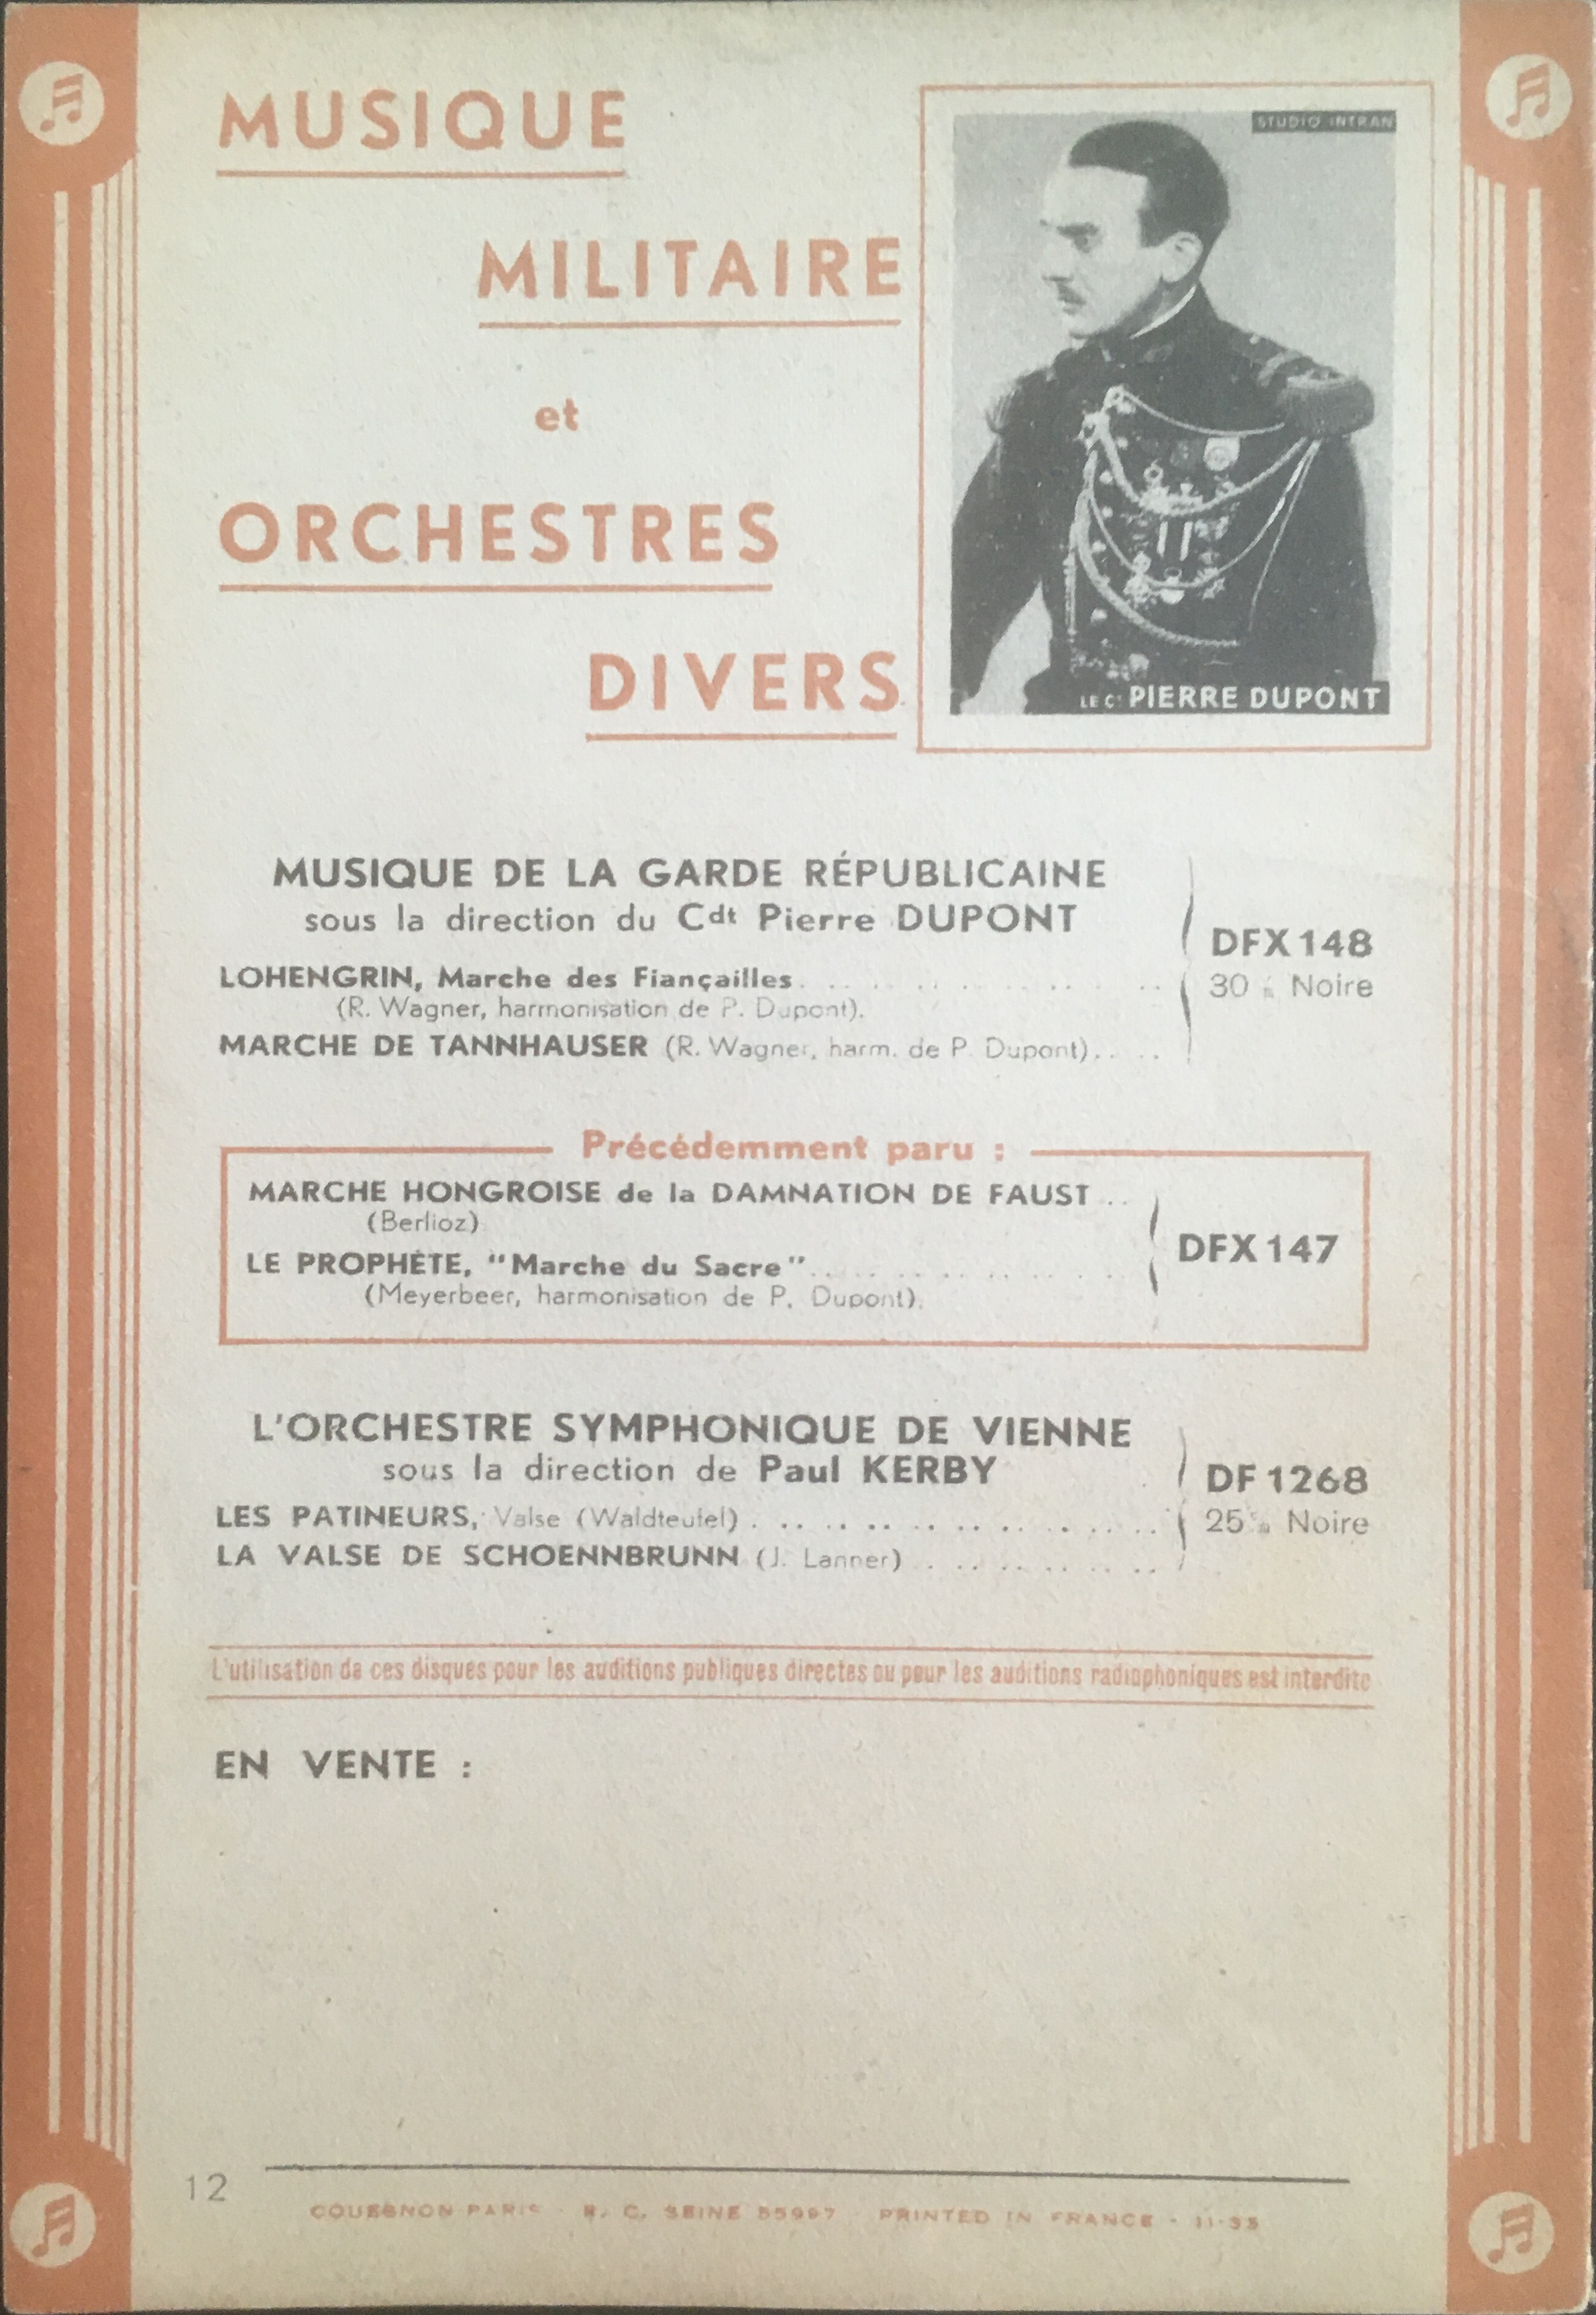 MUSIQUE
MILITAIRE
et
ORCHESTRES
DIVERS
STUDIO INTRAN
LE Ct PIERRE DUPONT
MUSIQUE DE LA GARDE RÉPUBLICAINE
sous la direction du Cdt Pierre DUPONT
LOHENGRIN, Marche des Fiançailles
(R. Wagner, harmonisation de P. Dupont).
MARCHE DE TANNHAUSER (R. Wagner, harm. de P. Dupont)
DFX 148
30 Noire
Précédemment paru :
MARCHE HONGROISE de la DAMNATION DE FAUST
(Berlioz)
LE PROPHÈTE, "Marche du Sacre"
(Meyerbeer, harmonisation de P. Dupont).
DFX 147
L'ORCHESTRE SYMPHONIQUE DE VIENNE
sous la direction de Paul KERBY
LES PATINEURS, Valse (Waldteufel)
LA VALSE DE SCHOENNBRUNN (J. Lanner)
DF 1268
25 Noire
L'utilisation de ces disques pour les auditions publiques directes ou pour les auditions radiophoniques est interdite
EN VENTE :
12
PARIS - R. C. SEINE - PRINTED IN FRANCE - 11-33